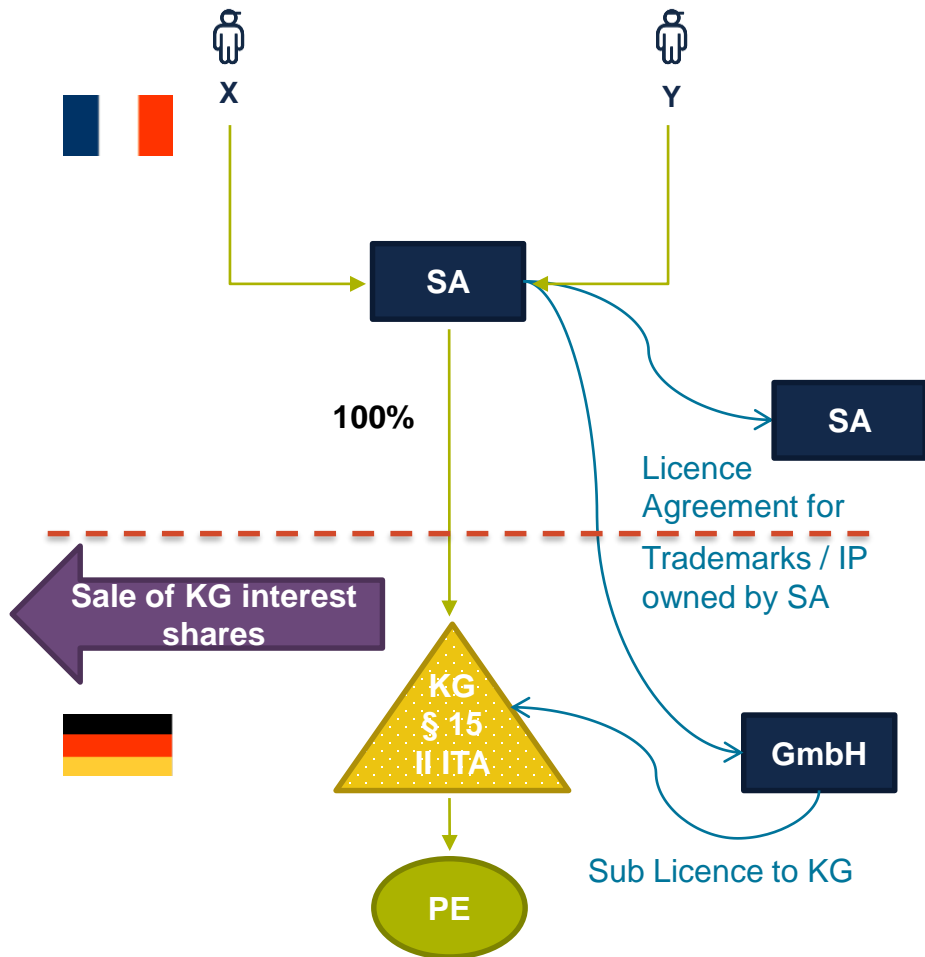 X
Y
SA
100%
SA
Licence
Agreement for
Trademarks / IP
owned by SA
Sale of KG interest
shares
KG
§ 15
II ITA
GmbH
Sub Licence to KG
PE